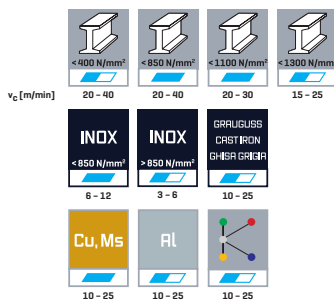 <400 N/mm² <850 N/mm² <1100 N/mm² <1300 N/mm²
vc [m/min] 20 – 40 20 – 40 20 – 30 15 – 25
INOX INOX GRAUGUSS
CAST IRON
GHISA GRIGIA
<850 N/mm² >850 N/mm²
6 – 12 3 – 6 10 – 25
Cu, Ms Al
10 – 25 10 – 25 10 – 25